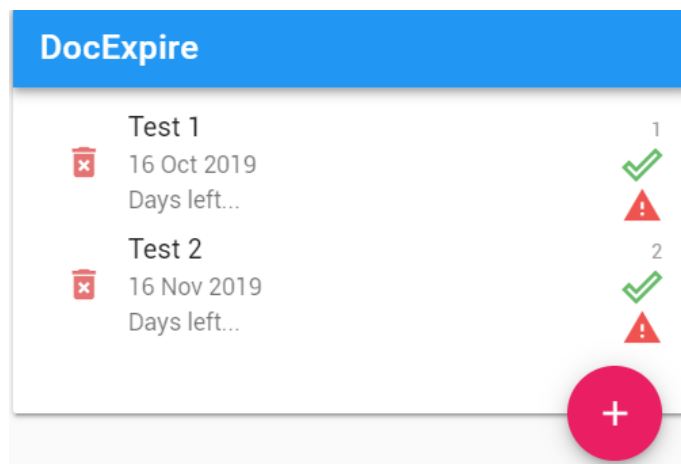 DocExpire
Test 1
1
16 Oct 2019
Days left...
Test 2
2
16 Nov 2019
Days left...
+